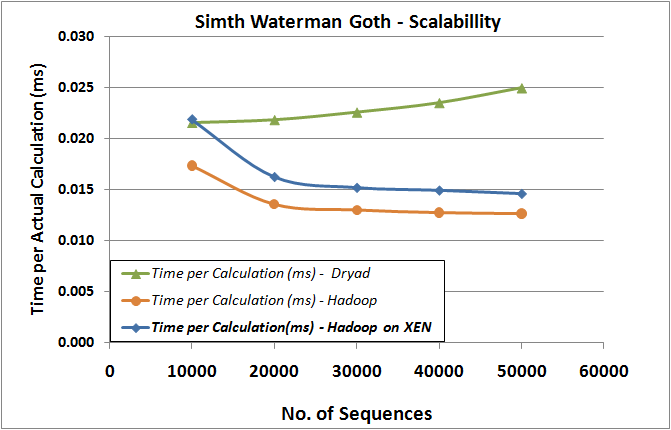 Simth Waterman Goth - Scalabillity
Time per Actual Calculation (ms)
0.030
0.025
0.020
0.015
0.010
0.005
0.000
Time per Calculation (ms) - Dryad
Time per Calculation (ms) - Hadoop
Time per Calculation(ms) - Hadoop on XEN
0 10000 20000 30000 40000 50000 60000
No. of Sequences